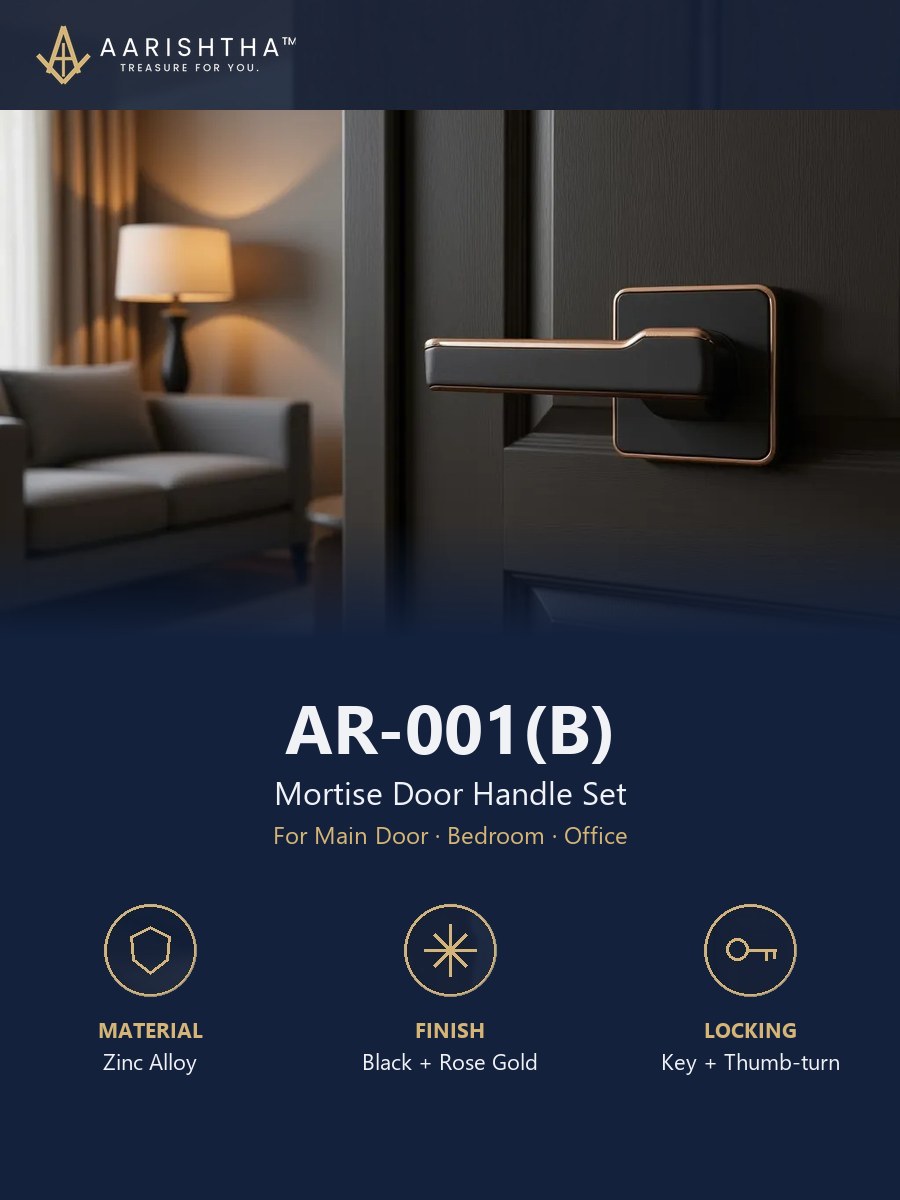 AARISHTHA™
TREASURE FOR YOU.
AR-001(B)
Mortise Door Handle Set
For Main Door · Bedroom · Office
MATERIAL
Zinc Alloy
FINISH
Black + Rose Gold
LOCKING
Key + Thumb-turn